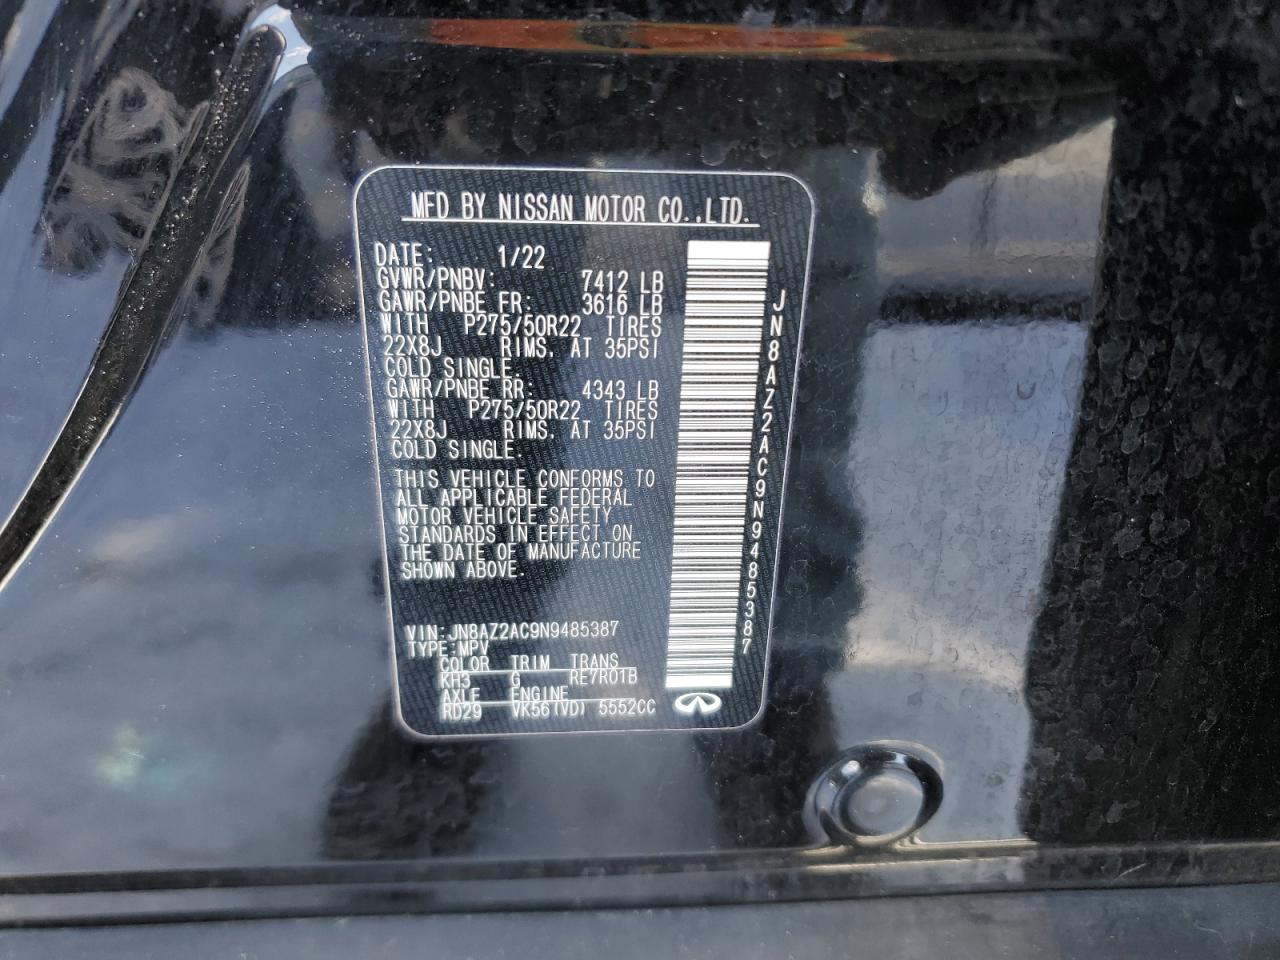 MFD BY NISSAN MOTOR CO.,LTD.
DATE: 1/22
GVWR/PNBV: 7412 LB
GAWR/PNBE FR: 3616 LB
WITH P275/50R22 TIRES
22X8J RIMS. AT 35PSI
COLD SINGLE.
GAWR/PNBE RR: 4343 LB
WITH P275/50R22 TIRES
22X8J RIMS. AT 35PSI
COLD SINGLE.
THIS VEHICLE CONFORMS TO
ALL APPLICABLE FEDERAL
MOTOR VEHICLE SAFETY
STANDARDS IN EFFECT ON
THE DATE OF MANUFACTURE
SHOWN ABOVE.
VIN:JN8AZ2AC9N9485387
TYPE:MPV
COLOR TRIM TRANS
KH3 G RE7R01B
AXLE ENGINE
RD29 VK56(VD) 5552CC
JN8AZ2AC9N9485387